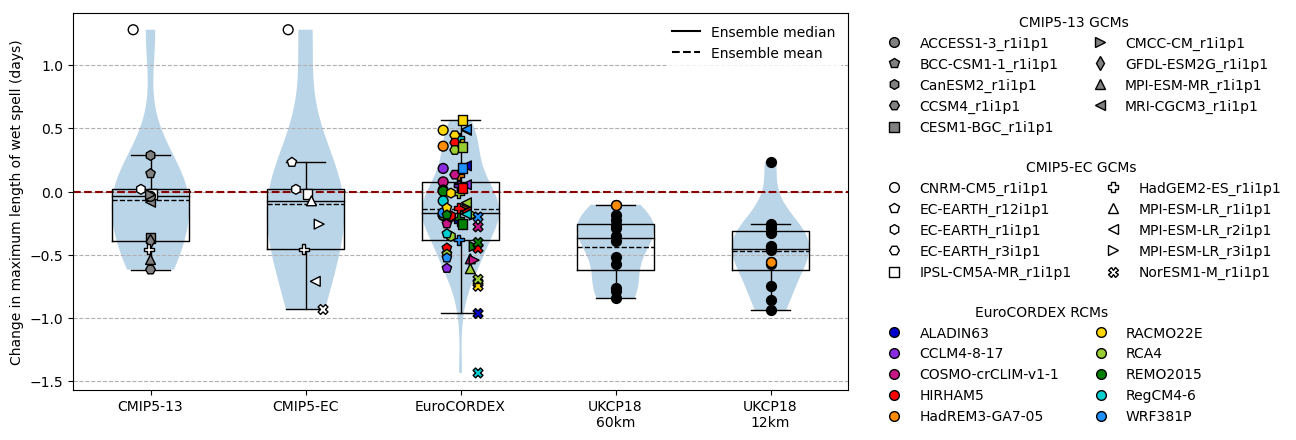 Change in maximum length of wet spell (days)
1.0
0.5
0.0
−0.5
−1.0
−1.5
CMIP5-13
CMIP5-EC
EuroCORDEX
UKCP18
60km
UKCP18
12km
Ensemble median
Ensemble mean
CMIP5-13 GCMs
ACCESS1-3_r1i1p1
BCC-CSM1-1_r1i1p1
CanESM2_r1i1p1
CCSM4_r1i1p1
CESM1-BGC_r1i1p1
CMCC-CM_r1i1p1
GFDL-ESM2G_r1i1p1
MPI-ESM-MR_r1i1p1
MRI-CGCM3_r1i1p1
CMIP5-EC GCMs
CNRM-CM5_r1i1p1
EC-EARTH_r12i1p1
EC-EARTH_r1i1p1
EC-EARTH_r3i1p1
IPSL-CM5A-MR_r1i1p1
HadGEM2-ES_r1i1p1
MPI-ESM-LR_r1i1p1
MPI-ESM-LR_r2i1p1
MPI-ESM-LR_r3i1p1
NorESM1-M_r1i1p1
EuroCORDEX RCMs
ALADIN63
CCLM4-8-17
COSMO-crCLIM-v1-1
HIRHAM5
HadREM3-GA7-05
RACMO22E
RCA4
REMO2015
RegCM4-6
WRF381P